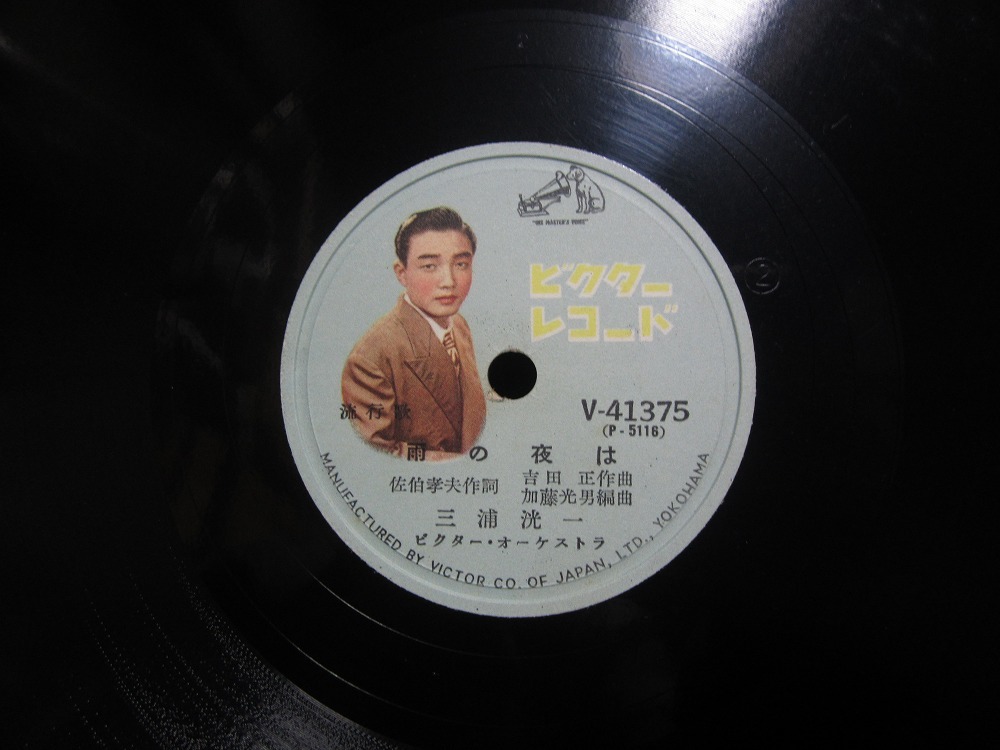 "HIS MASTER'S VOICE"
ビクター
レコード
②
V-41375
(P-5116)
流行歌
雨の夜は
佐伯孝夫作詞
吉田 正作曲
加藤光男編曲
三浦洸一
ビクター・オーケストラ
MANUFACTURED BY VICTOR CO. OF JAPAN, LTD., YOKOHAMA